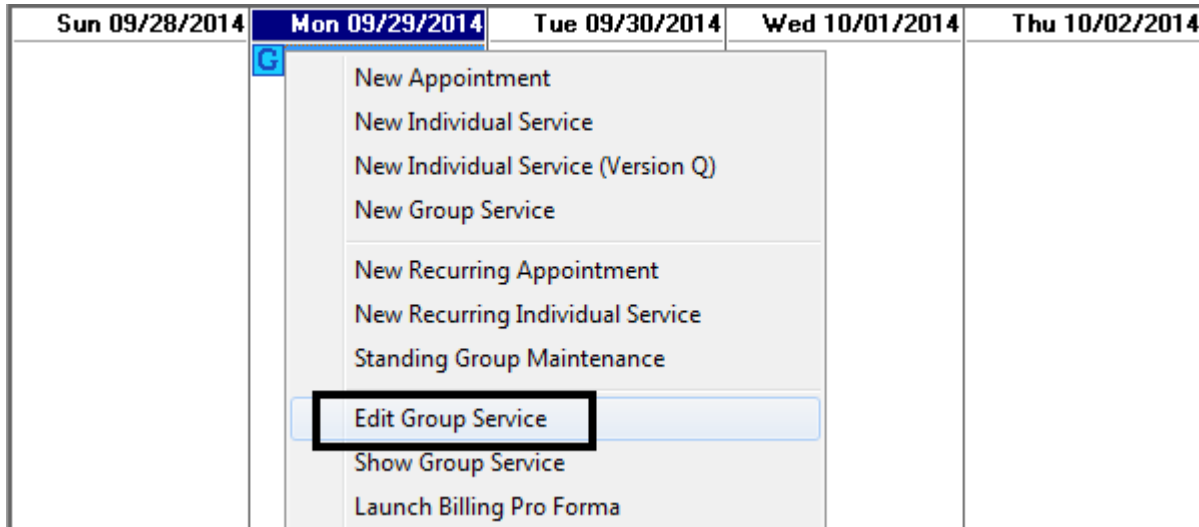 Sun 09/28/2014 Mon 09/29/2014 Tue 09/30/2014 Wed 10/01/2014 Thu 10/02/2014
G
New Appointment
New Individual Service
New Individual Service (Version Q)
New Group Service
New Recurring Appointment
New Recurring Individual Service
Standing Group Maintenance
Edit Group Service
Show Group Service
Launch Billing Pro Forma